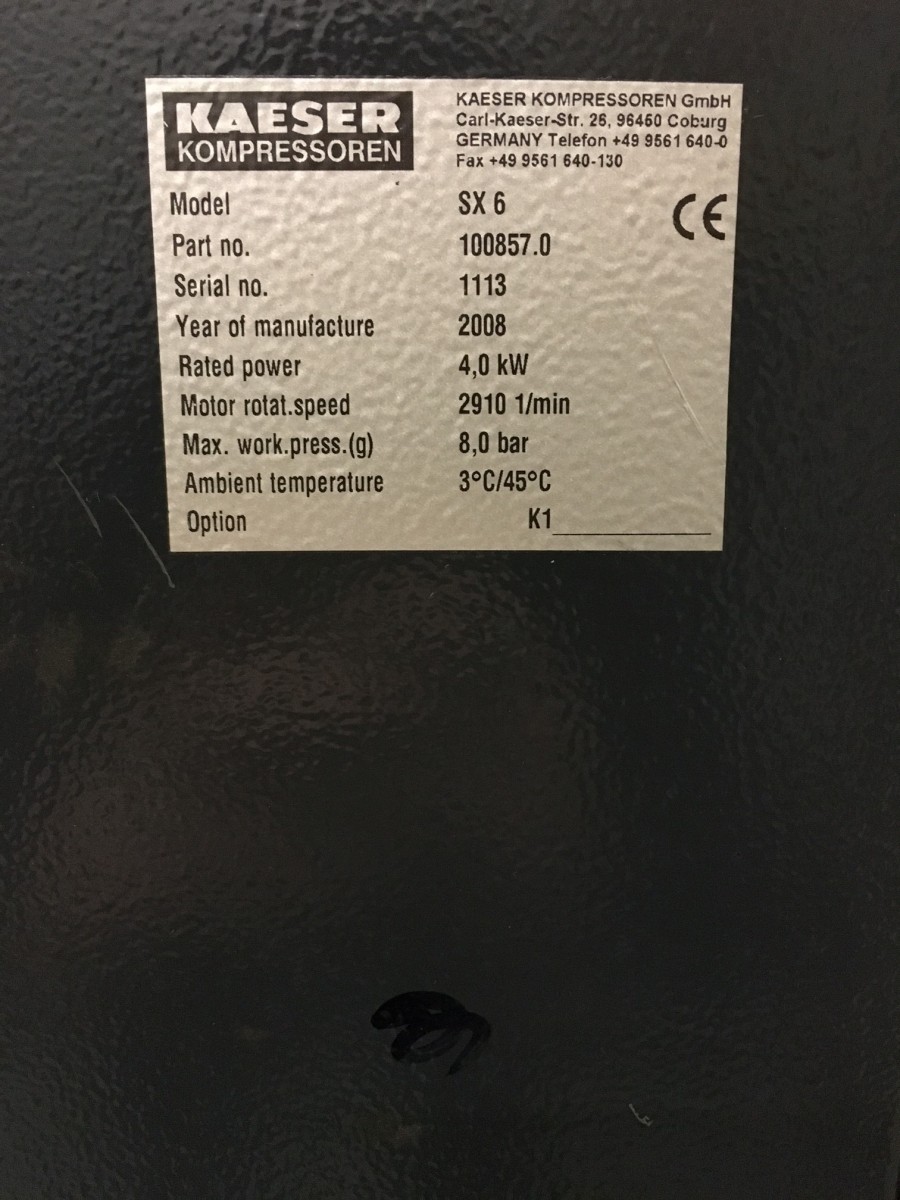 KAESER
KOMPRESSOREN
KAESER KOMPRESSOREN GmbH
Carl-Kaeser-Str. 26, 96450 Coburg
GERMANY Telefon +49 9561 640-0
Fax +49 9561 640-130
Model SX 6
CE
Part no. 100857.0
Serial no. 1113
Year of manufacture 2008
Rated power 4,0 kW
Motor rotat.speed 2910 1/min
Max. work.press.(g) 8,0 bar
Ambient temperature 3°C/45°C
Option K1